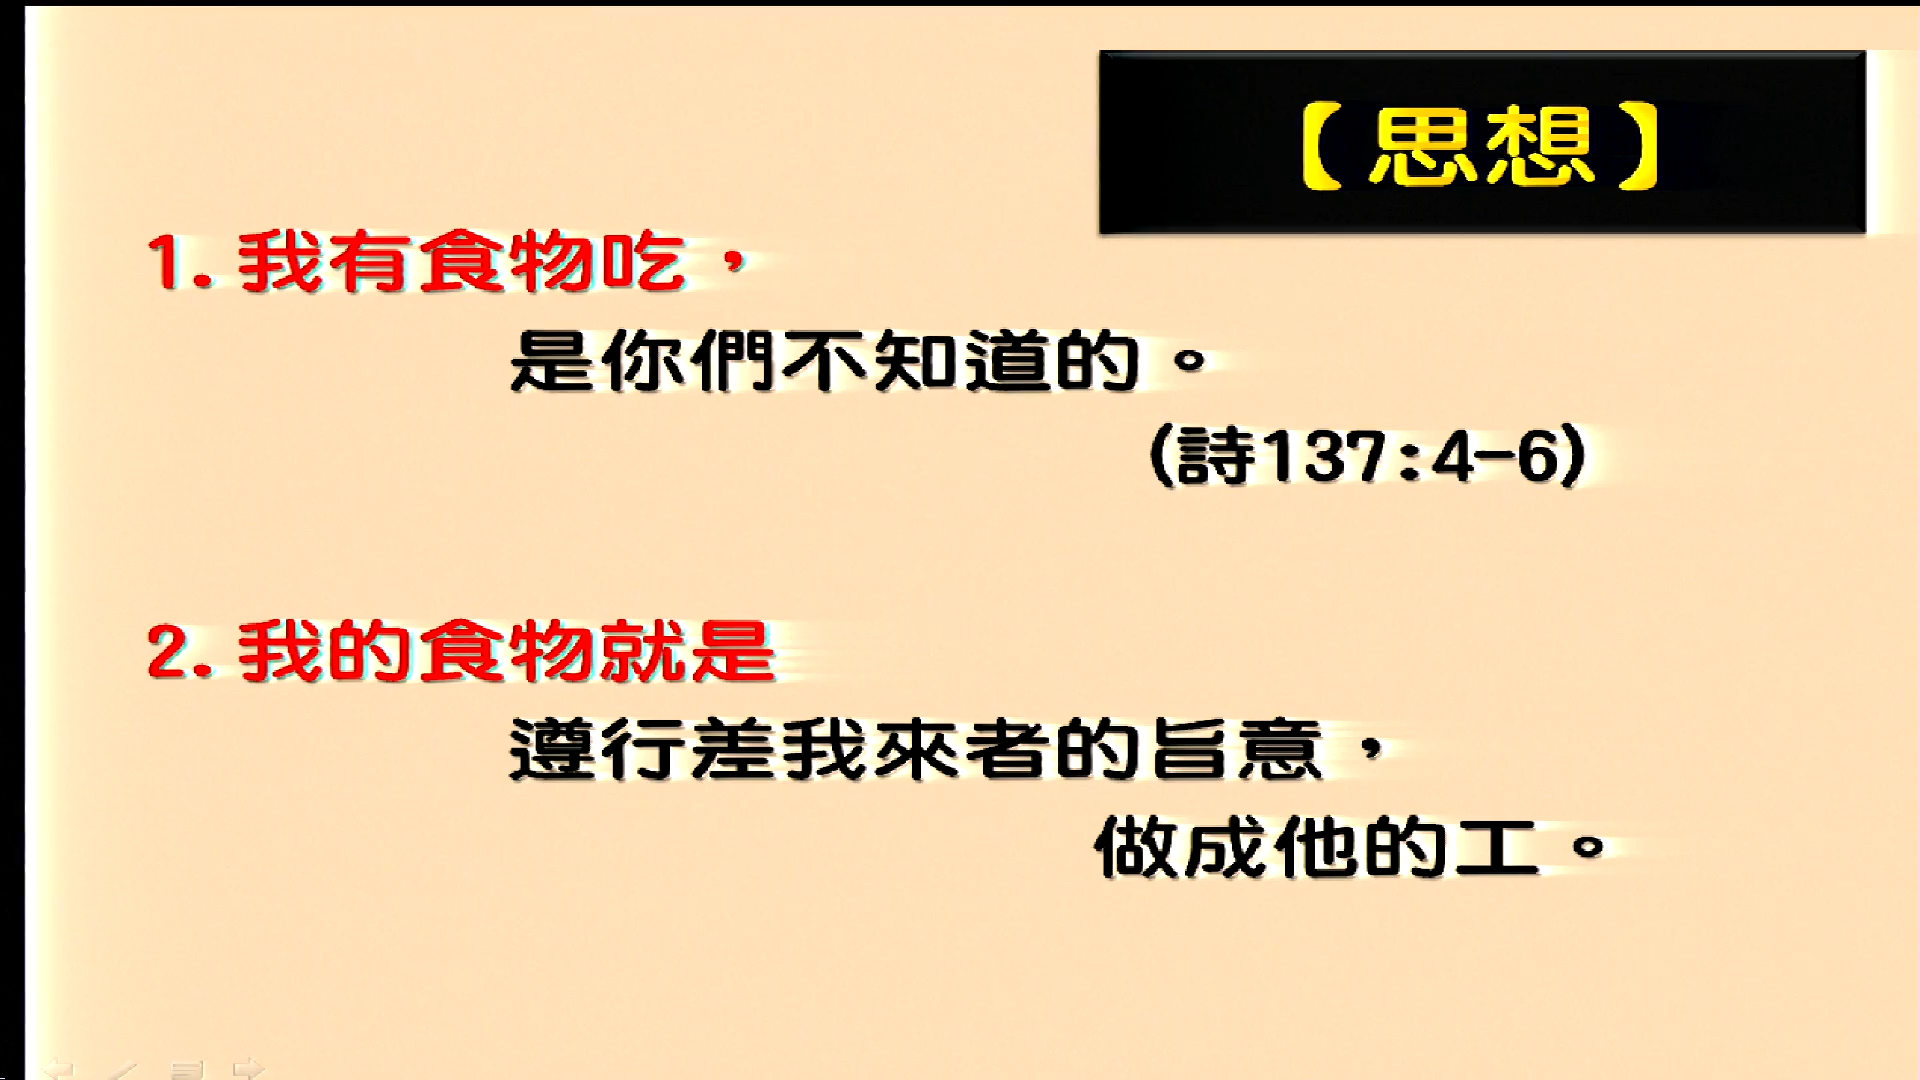 【思想】
1.我有食物吃，
是你們不知道的。
(詩137:4-6)
2.我的食物就是
遵行差我來者的旨意，
做成他的工。